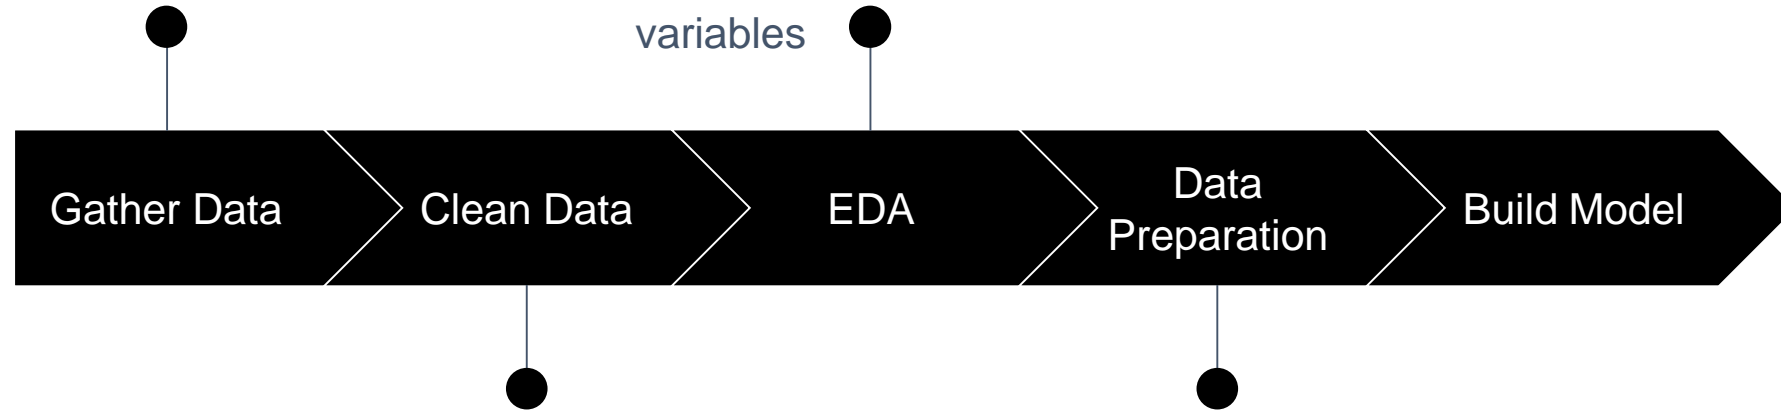 variables
Gather Data
Clean Data
EDA
Data
Preparation
Build Model